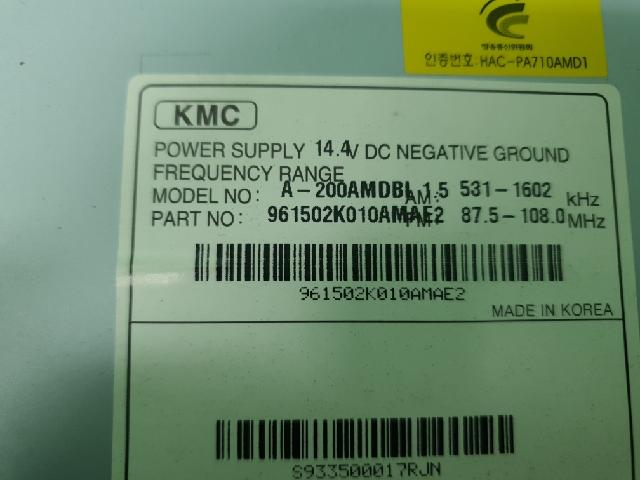 방송통신위원회
인증번호: HAC-PA710AMD1
KMC
POWER SUPPLY 14.4V DC NEGATIVE GROUND
FREQUENCY RANGE
MODEL NO: A-200AMDBL 1.5 AM: 531-1602 kHz
PART NO: 961502K010AMAE2 FM: 87.5-108.0 MHz
961502K010AMAE2
MADE IN KOREA
S933500017RJN